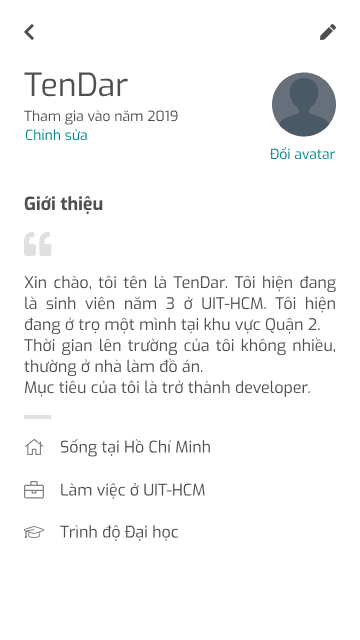 TenDar
Tham gia vào năm 2019
Chỉnh sửa
Đổi avatar
Giới thiệu
Xin chào, tôi tên là TenDar. Tôi hiện đang
là sinh viên năm 3 ở UIT-HCM. Tôi hiện
đang ở trọ một mình tại khu vực Quận 2.
Thời gian lên trường của tôi không nhiều,
thường ở nhà làm đồ án.
Mục tiêu của tôi là trở thành developer.
Sống tại Hồ Chí Minh
Làm việc ở UIT-HCM
Trình độ Đại học